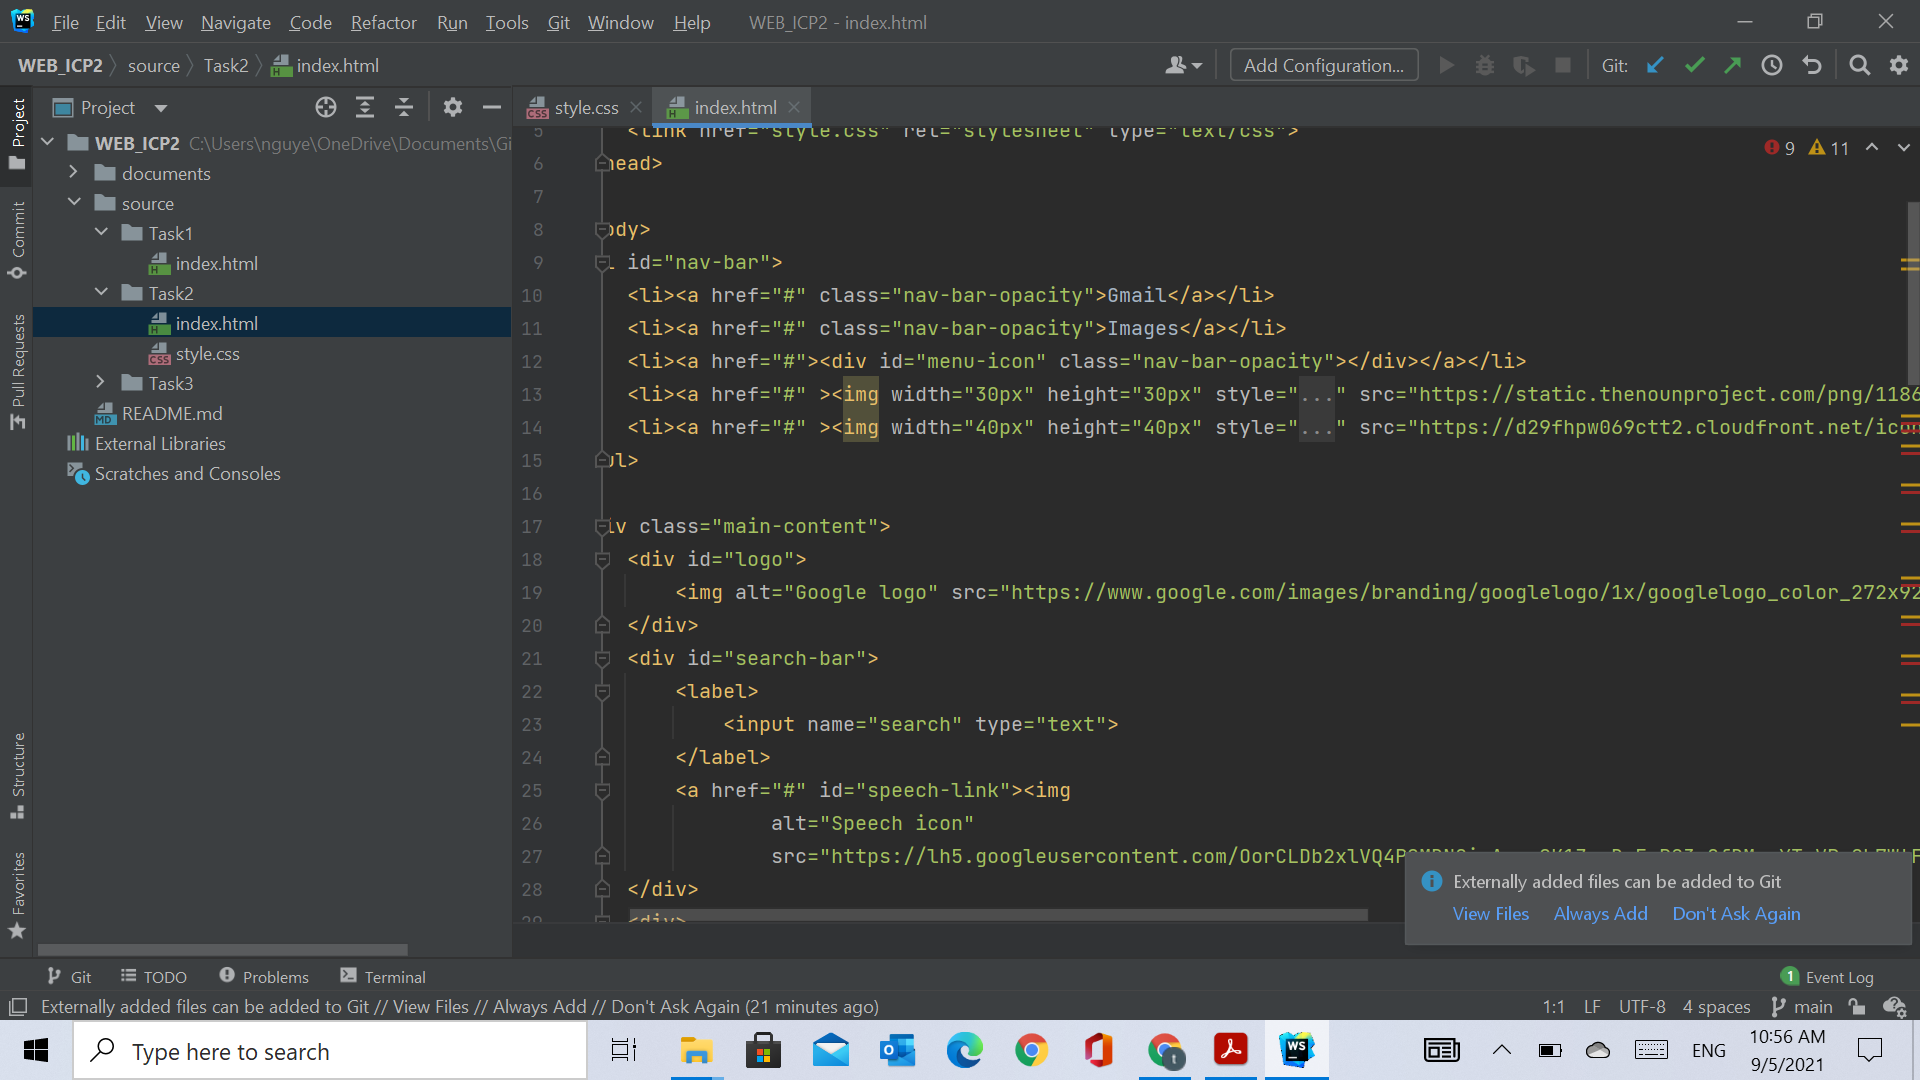 File Edit View Navigate Code Refactor Run Tools Git Window Help WEB_ICP2 - index.html
WEB_ICP2 source Task2 index.html
Add Configuration... Git:
Project
style.css
index.html
9 11
Project
Commit
Pull Requests
Structure
Favorites
WEB_ICP2 C:\Users\nguye\OneDrive\Documents\Gi
documents
source
Task1
index.html
Task2
index.html
style.css
Task3
README.md
External Libraries
Scratches and Consoles
5 <link href="style.css" rel="stylesheet" type="text/css">
6 head>
7
8 ody>
9 id="nav-bar">
10 <li><a href="#" class="nav-bar-opacity">Gmail</a></li>
11 <li><a href="#" class="nav-bar-opacity">Images</a></li>
12 <li><a href="#"><div id="menu-icon" class="nav-bar-opacity"></div></a></li>
13 <li><a href="#" ><img width="30px" height="30px" style="..." src="https://static.thenounproject.com/png/1186
14 <li><a href="#" ><img width="40px" height="40px" style="..." src="https://d29fhpw069ctt2.cloudfront.net/icon
15 ul>
16
17 iv class="main-content">
18 <div id="logo">
19 <img alt="Google logo" src="https://www.google.com/images/branding/googlelogo/1x/googlelogo_color_272x92
20 </div>
21 <div id="search-bar">
22 <label>
23 <input name="search" type="text">
24 </label>
25 <a href="#" id="speech-link"><img
26 alt="Speech icon"
27 src="https://lh5.googleusercontent.com/
28 </div>
29 <div>
Externally added files can be added to Git
View Files Always Add Don't Ask Again
Git TODO Problems Terminal
1 Event Log
Externally added files can be added to Git // View Files // Always Add // Don't Ask Again (21 minutes ago)
1:1 LF UTF-8 4 spaces main
Type here to search
ENG
10:56 AM
9/5/2021